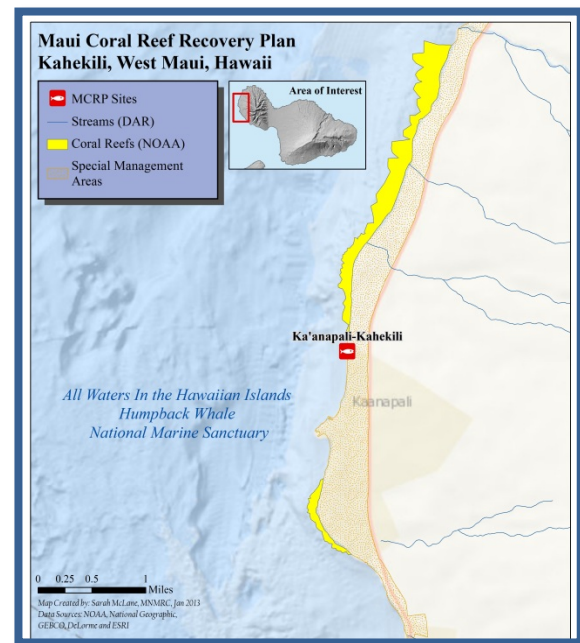 Maui Coral Reef Recovery Plan
Kahekili, West Maui, Hawaii
MCRP Sites
Streams (DAR)
Coral Reefs (NOAA)
Special Management
Areas
Area of Interest
Ka'anapali-Kahekili
Kaanapali
All Waters In the Hawaiian Islands
Humpback Whale
National Marine Sanctuary
0 0.25 0.5 1
Miles
Map Created by: Sarah McLane, MNMRC, Jan 2013
Data Sources: NOAA, National Geographic,
GEBCO, DeLorme and ESRI